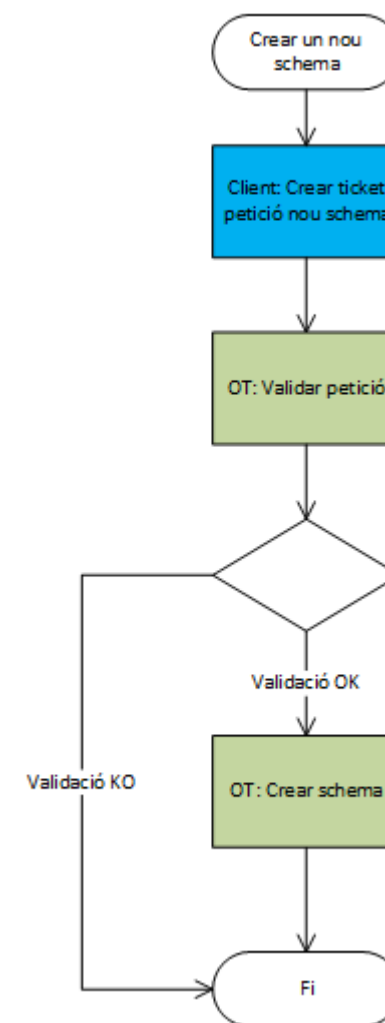 Crear un nou
schema
Client: Crear ticket
petició nou schema
OT: Validar petició
Validació OK
Validació KO
OT: Crear schema
Fi